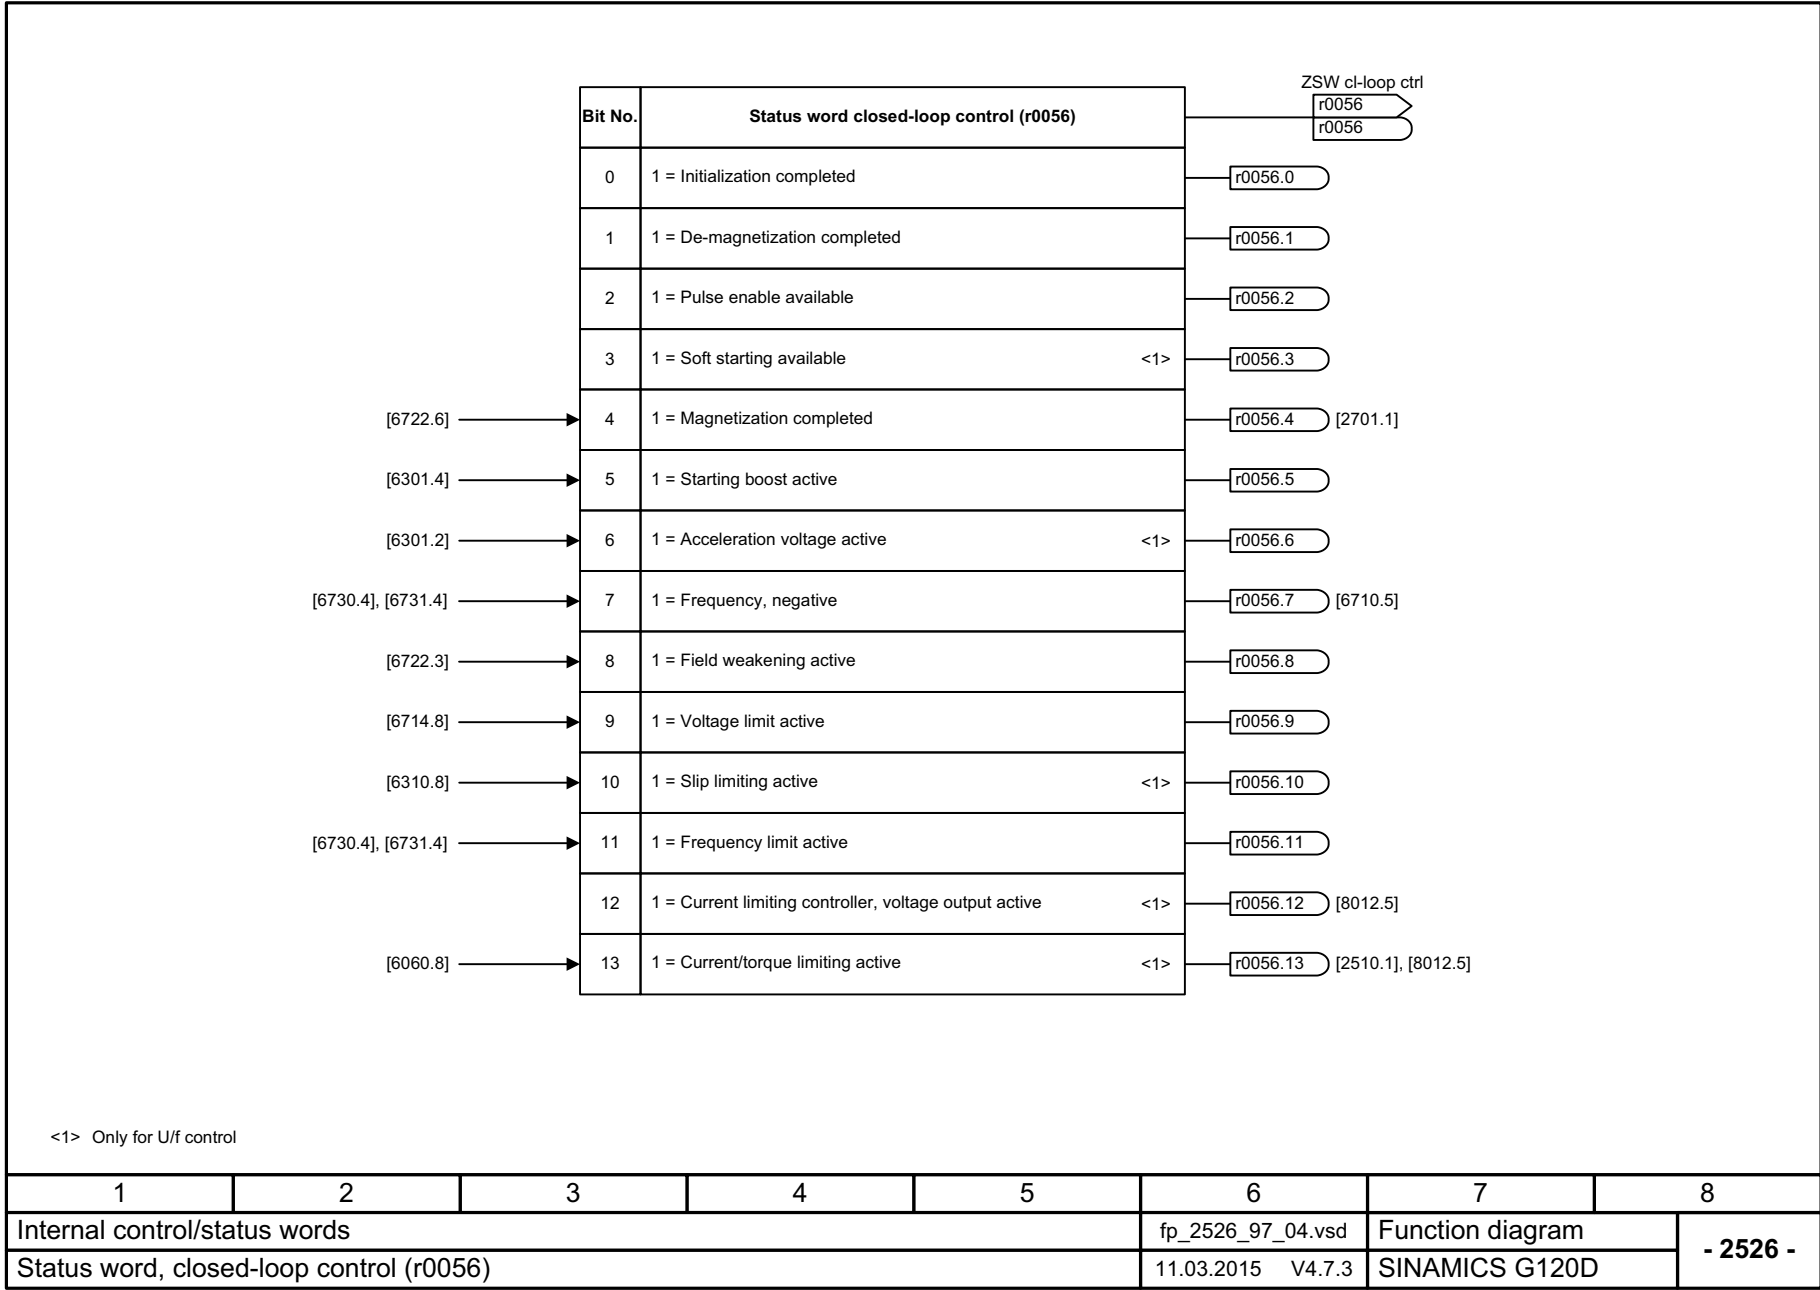 ZSW cl-loop ctrl
Bit No. Status word closed-loop control (r0056) r0056
r0056
0 1 = Initialization completed r0056.0
1 1 = De-magnetization completed r0056.1
2 1 = Pulse enable available r0056.2
3 1 = Soft starting available <1> r0056.3
[6722.6] 4 1 = Magnetization completed r0056.4 [2701.1]
[6301.4] 5 1 = Starting boost active r0056.5
[6301.2] 6 1 = Acceleration voltage active <1> r0056.6
[6730.4], [6731.4] 7 1 = Frequency, negative r0056.7 [6710.5]
[6722.3] 8 1 = Field weakening active r0056.8
[6714.8] 9 1 = Voltage limit active r0056.9
[6310.8] 10 1 = Slip limiting active <1> r0056.10
[6730.4], [6731.4] 11 1 = Frequency limit active r0056.11
12 1 = Current limiting controller, voltage output active <1> r0056.12 [8012.5]
[6060.8] 13 1 = Current/torque limiting active <1> r0056.13 [2510.1], [8012.5]
<1> Only for U/f control
1 2 3 4 5 6 7 8
Internal control/status words fp_2526_97_04.vsd Function diagram
- 2526 -
Status word, closed-loop control (r0056) 11.03.2015 V4.7.3 SINAMICS G120D